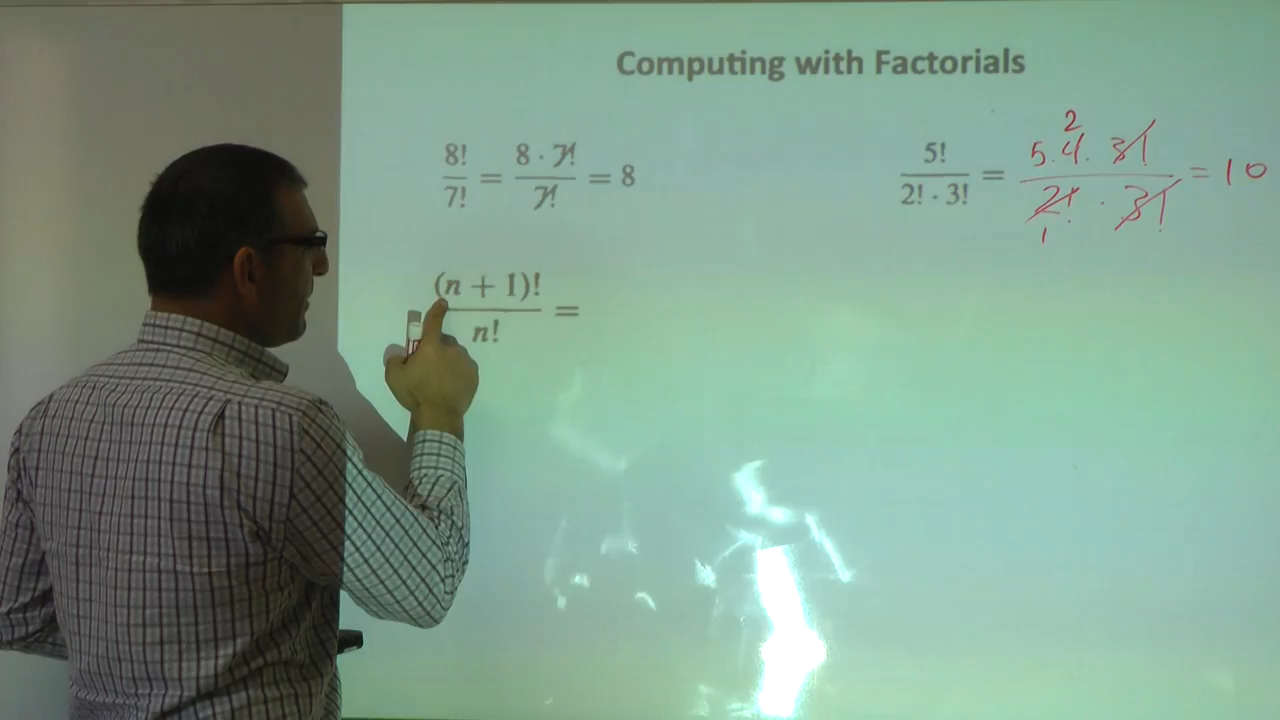 Computing with Factorials
8!/7! = 8 · 7!/7! = 8
5!/2! · 3! = 5.4. 3!/2! · 3! = 10
2
1
(n + 1)!/n! =